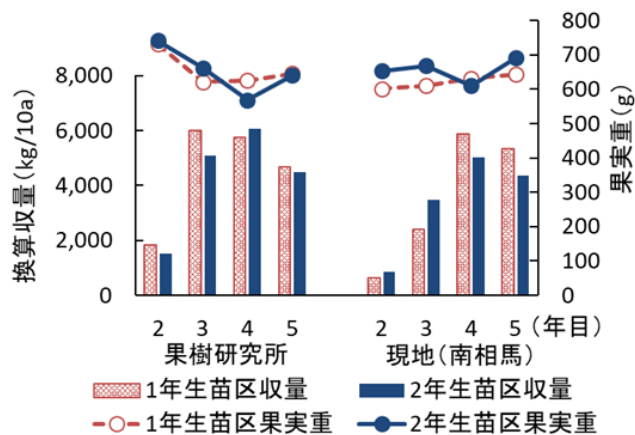 換算収量(kg/10a)
8,000
6,000
4,000
2,000
0
800
700
600
500
400
300
200
100
0
果実重(g)
2 3 4 5 2 3 4 5 (年目)
果樹研究所 現地(南相馬)
1年生苗区収量 2年生苗区収量
1年生苗区果実重 2年生苗区果実重